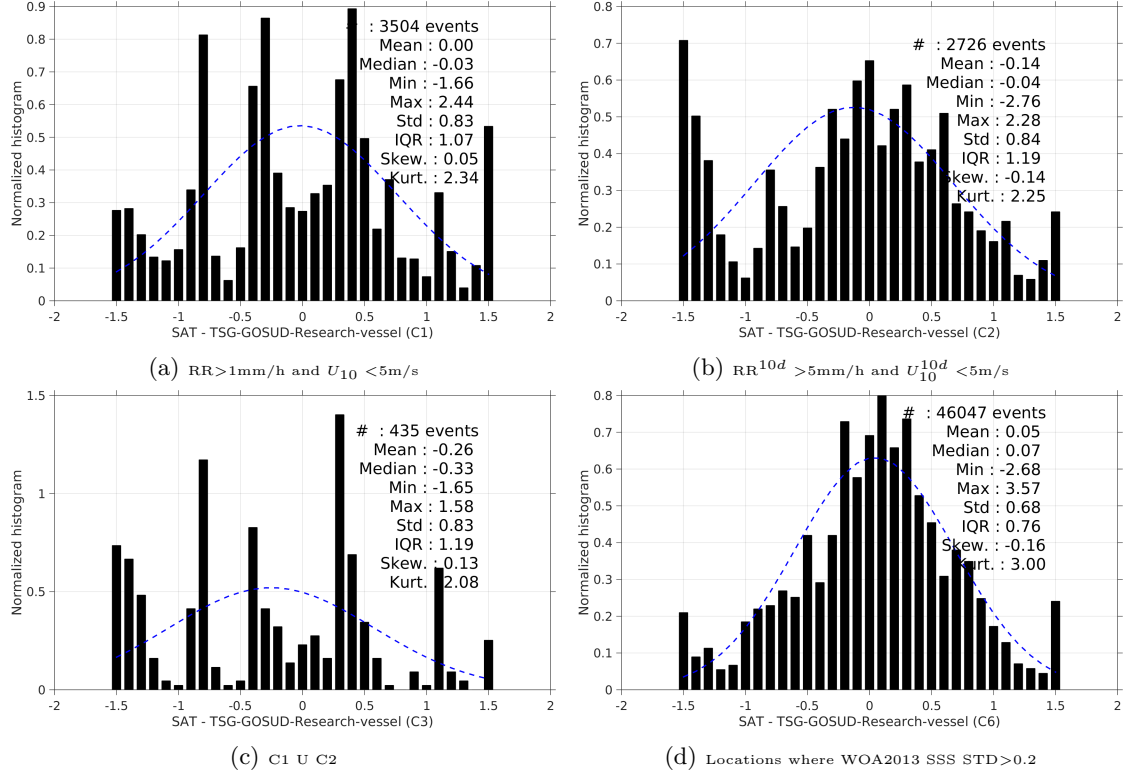 0.9
0.8
0.7
0.6
0.5
0.4
0.3
0.2
0.1
0
Normalized histogram
# : 3504 events
Mean : 0.00
Median : -0.03
Min : -1.66
Max : 2.44
Std : 0.83
IQR : 1.07
Skew. : 0.05
Kurt. : 2.34
-2 -1.5 -1 -0.5 0 0.5 1 1.5 2
SAT - TSG-GOSUD-Research-vessel (C1)
(a) RR>1mm/h and U10 <5m/s
0.8
0.7
0.6
0.5
0.4
0.3
0.2
0.1
0
Normalized histogram
# : 2726 events
Mean : -0.14
Median : -0.04
Min : -2.76
Max : 2.28
Std : 0.84
IQR : 1.19
Skew. : -0.14
Kurt. : 2.25
-2 -1.5 -1 -0.5 0 0.5 1 1.5 2
SAT - TSG-GOSUD-Research-vessel (C2)
(b) RR10d >5mm/h and U10d10 <5m/s
1.5
1
0.5
0
Normalized histogram
# : 435 events
Mean : -0.26
Median : -0.33
Min : -1.65
Max : 1.58
Std : 0.83
IQR : 1.19
Skew. : 0.13
Kurt. : 2.08
-2 -1.5 -1 -0.5 0 0.5 1 1.5 2
SAT - TSG-GOSUD-Research-vessel (C3)
(c) C1 U C2
0.8
0.7
0.6
0.5
0.4
0.3
0.2
0.1
0
Normalized histogram
# : 46047 events
Mean : 0.05
Median : 0.07
Min : -2.68
Max : 3.57
Std : 0.68
IQR : 0.76
Skew. : -0.16
Kurt. : 3.00
-2 -1.5 -1 -0.5 0 0.5 1 1.5 2
SAT - TSG-GOSUD-Research-vessel (C6)
(d) Locations where WOA2013 SSS STD>0.2